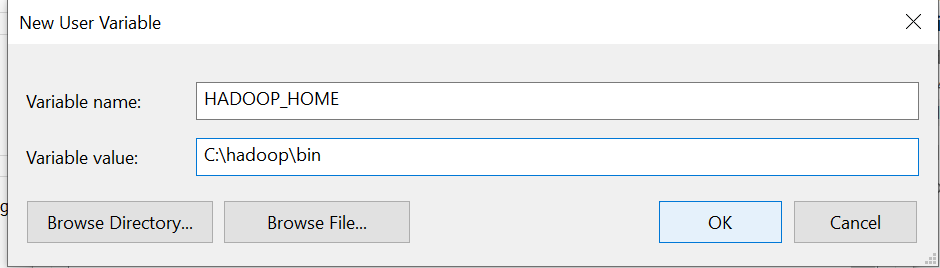 New User Variable
Variable name:
HADOOP_HOME
Variable value:
C:\hadoop\bin
Browse Directory...
Browse File...
OK
Cancel